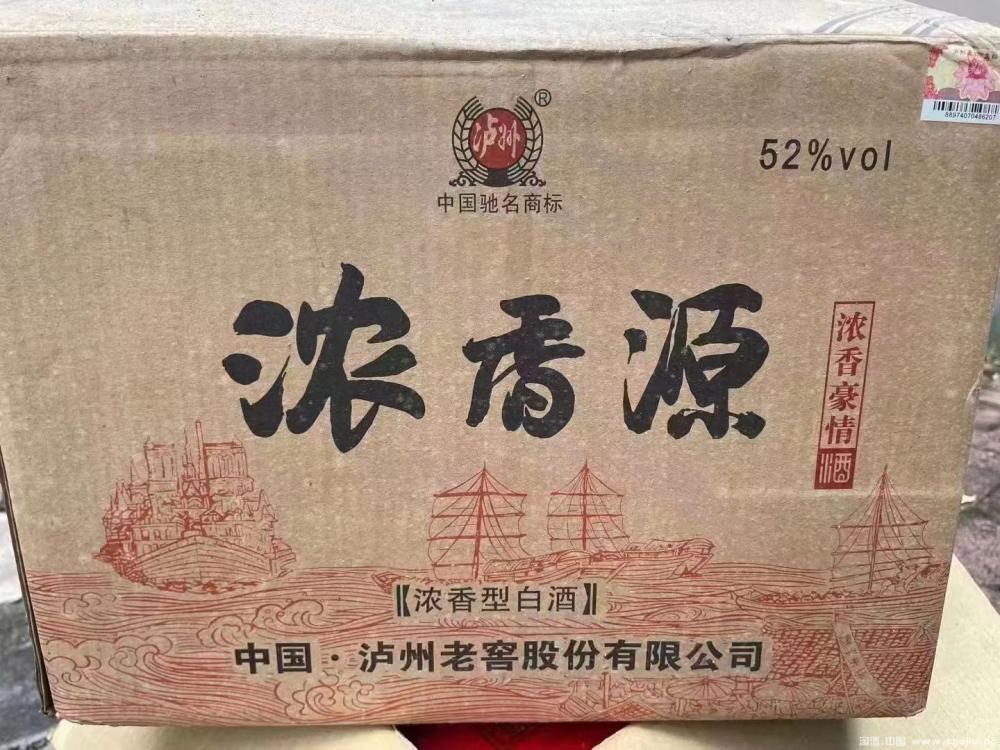 泸州
®
中国驰名商标
52%vol
88974070486207
浓香源
浓香豪情酒
【浓香型白酒】
中国·泸州老窖股份有限公司